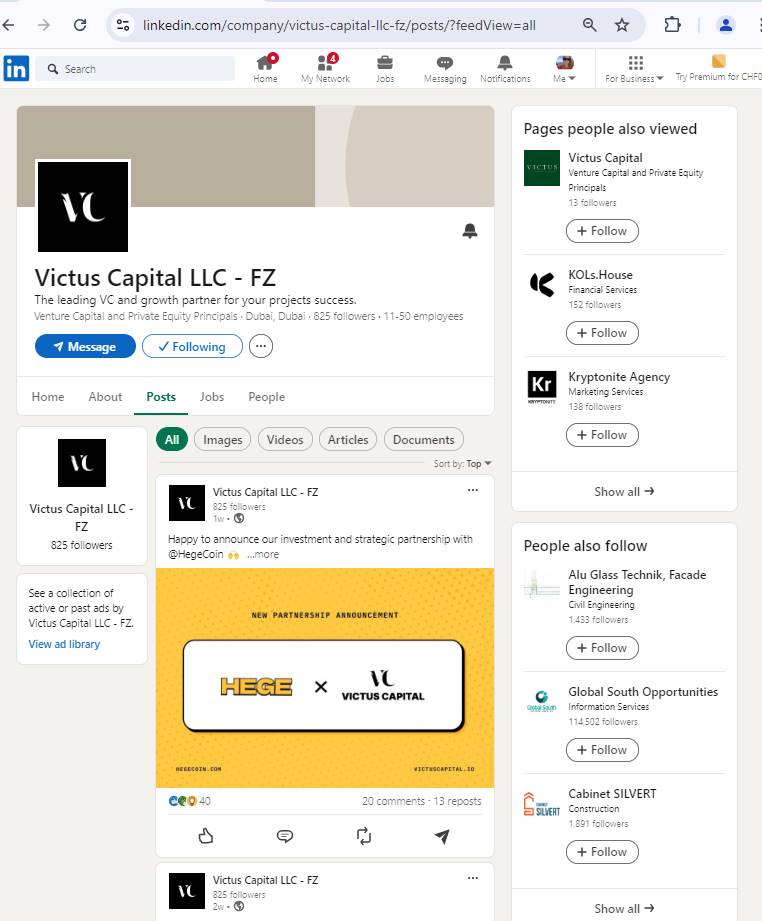 linkedin.com/company/victus-capital-llc-fz/posts/?feedView=all
in
Search
Home
4
My Network
Jobs
Messaging
Notifications
Me
For Business
Try Premium for CHF0
VC
Victus Capital LLC - FZ
The leading VC and growth partner for your projects success.
Venture Capital and Private Equity Principals · Dubai, Dubai · 825 followers · 11-50 employees
Message
Following
Home
About
Posts
Jobs
People
VC
Victus Capital LLC -
FZ
825 followers
See a collection of
active or past ads by
Victus Capital LLC - FZ.
View ad library
All
Images
Videos
Articles
Documents
Sort by: Top
VC
Victus Capital LLC - FZ
825 followers
1w •
Happy to announce our investment and strategic partnership with
@HegeCoin 🙌 ...more
NEW PARTNERSHIP ANNOUNCEMENT
HEGE
×
VC
VICTUS CAPITAL
HEGECOIN.COM
VICTUSCAPITAL.IO
40
20 comments · 13 reposts
VC
Victus Capital LLC - FZ
825 followers
2w •
Pages people also viewed
VICTUS
Victus Capital
Venture Capital and Private Equity
Principals
13 followers
+ Follow
KOLs.House
Financial Services
152 followers
+ Follow
Kr
KRYPTONITE
Kryptonite Agency
Marketing Services
138 followers
+ Follow
Show all →
People also follow
Alu Glass Technik, Facade
Engineering
Civil Engineering
1,433 followers
+ Follow
Global South
Global South Opportunities
Information Services
114,502 followers
+ Follow
CABINET
SILVERT
Cabinet SILVERT
Construction
1,891 followers
+ Follow
Show all →